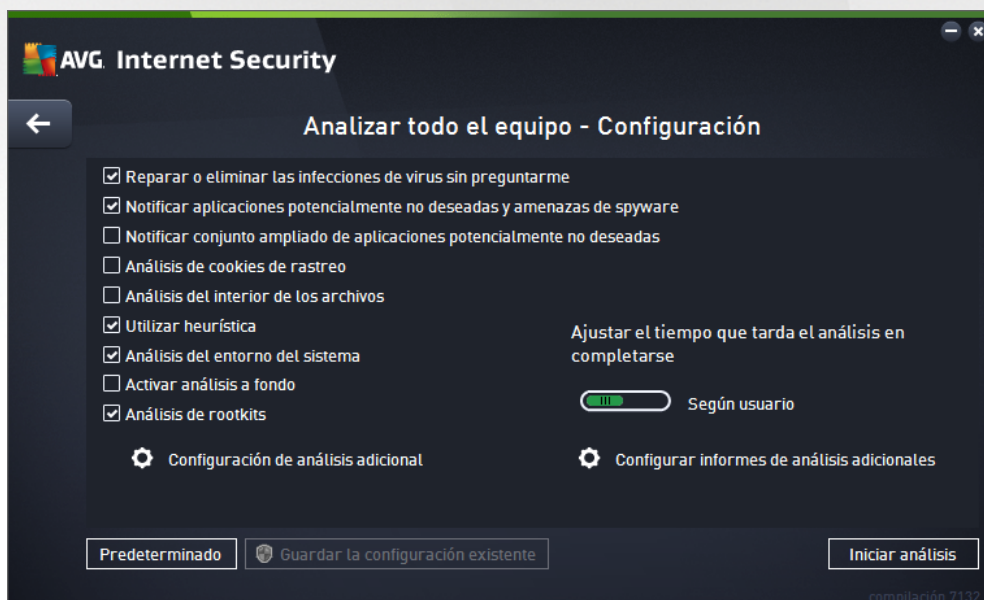 AVG. Internet Security
Analizar todo el equipo - Configuración
Reparar o eliminar las infecciones de virus sin preguntarme
Notificar aplicaciones potencialmente no deseadas y amenazas de spyware
Notificar conjunto ampliado de aplicaciones potencialmente no deseadas
Análisis de cookies de rastreo
Análisis del interior de los archivos
Utilizar heurística
Análisis del entorno del sistema
Activar análisis a fondo
Análisis de rootkits
Ajustar el tiempo que tarda el análisis en
completarse
Según usuario
Configuración de análisis adicional
Configurar informes de análisis adicionales
Predeterminado
Guardar la configuración existente
Iniciar análisis
compilación 7132